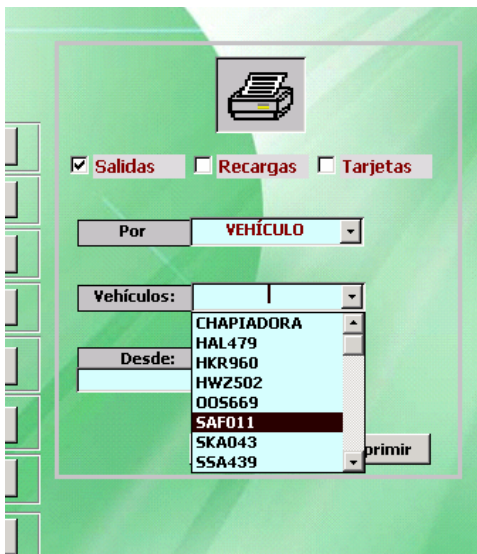 Salidas Recargas Tarjetas
Por VEHÍCULO
Vehículos:
CHAPIADORA
HAL479
HKR960
HWZ502
Desde:
OOS669
SAF011
SKA043
SSA439
primir